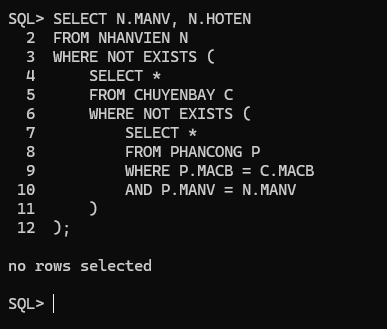 SQL> SELECT N.MANV, N.HOTEN
  2  FROM NHANVIEN N
  3  WHERE NOT EXISTS (
  4      SELECT *
  5      FROM CHUYENBAY C
  6      WHERE NOT EXISTS (
  7          SELECT *
  8          FROM PHANCONG P
  9          WHERE P.MACB = C.MACB
 10          AND P.MANV = N.MANV
 11      )
 12  );
no rows selected
SQL>